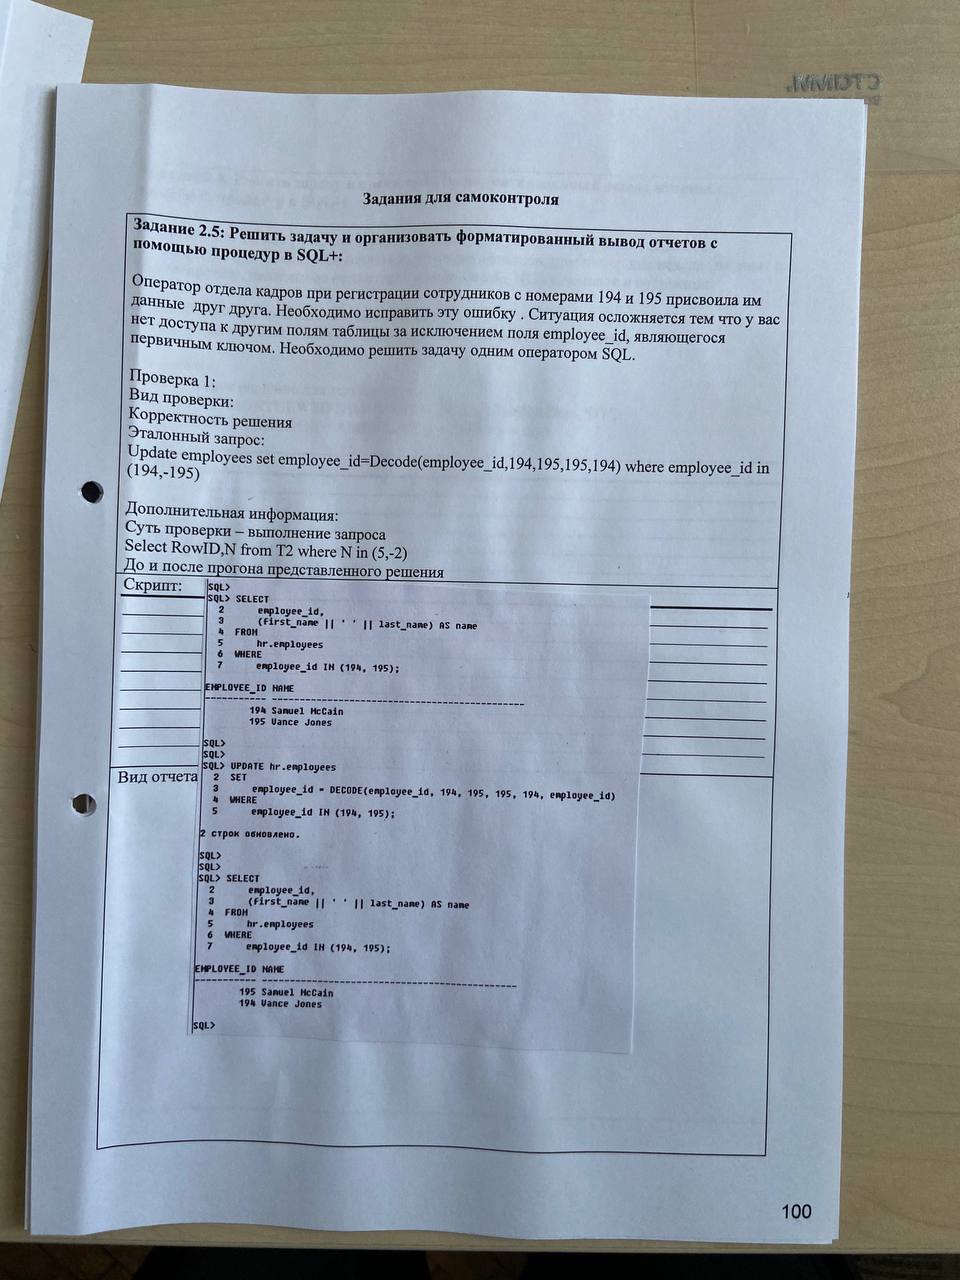 Задания для самоконтроля
Задание 2.5: Решить задачу и организовать форматированный вывод отчетов с
помощью процедур в SQL+:
Оператор отдела кадров при регистрации сотрудников с номерами 194 и 195 присвоила им
данные друг друга. Необходимо исправить эту ошибку . Ситуация осложняется тем что у вас
нет доступа к другим полям таблицы за исключением поля employee_id, являющегося
первичным ключом. Необходимо решить задачу одним оператором SQL.
Проверка 1:
Вид проверки:
Корректность решения
Эталонный запрос:
Update employees set employee_id=Decode(employee_id,194,195,195,194) where employee_id in
(194,-195)
Дополнительная информация:
Суть проверки – выполнение запроса
Select RowID,N from T2 where N in (5,-2)
До и после прогона представленного решения
Скрипт:
SQL>
SQL> SELECT
2 employee_id,
3 (first_name || ' ' || last_name) AS name
4 FROM
5 hr.employees
6 WHERE
7 employee_id IN (194, 195);
EMPLOYEE_ID NAME
----------- ----------------------------------------------
194 Samuel McCain
195 Vance Jones
SQL>
SQL>
SQL> UPDATE hr.employees
2 SET
3 employee_id = DECODE(employee_id, 194, 195, 195, 194, employee_id)
4 WHERE
5 employee_id IN (194, 195);
Вид отчета
2 строк обновлено.
SQL>
SQL>
SQL> SELECT
2 employee_id,
3 (first_name || ' ' || last_name) AS name
4 FROM
5 hr.employees
6 WHERE
7 employee_id IN (194, 195);
EMPLOYEE_ID NAME
----------- ----------------------------------------------
195 Samuel McCain
194 Vance Jones
SQL>
100